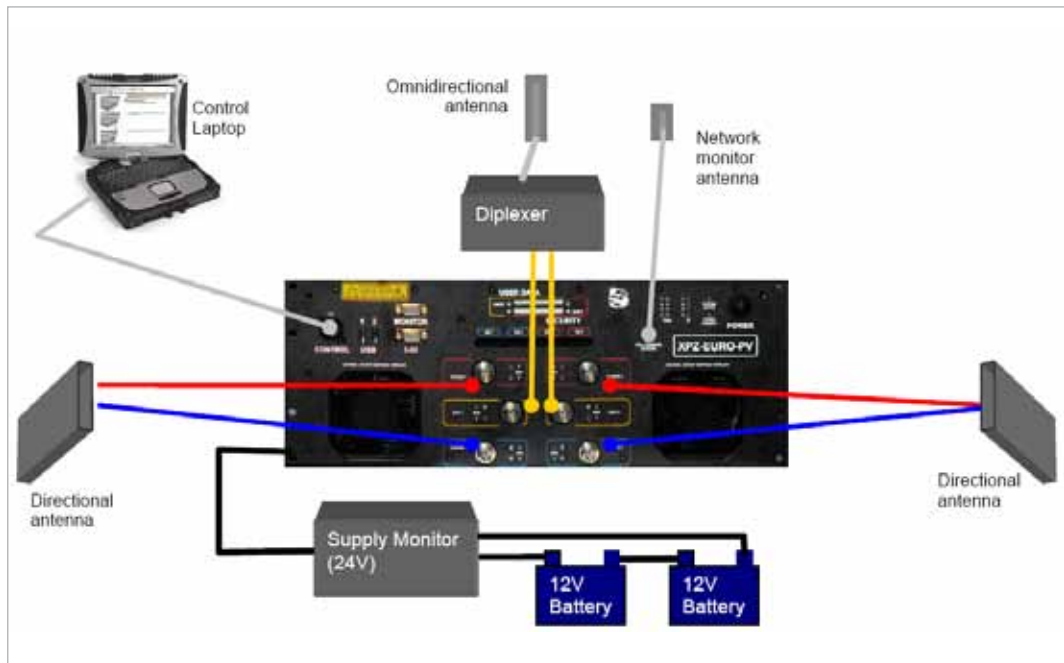 Control
Laptop
Omnidirectional
antenna
Network
monitor
antenna
Diplexer
USER DATA
SECURITY
MONITOR
CONTROL
USB
POWER
XPZ-EURO-PV
Directional
antenna
Directional
antenna
Supply Monitor
(24V)
12V
Battery
12V
Battery